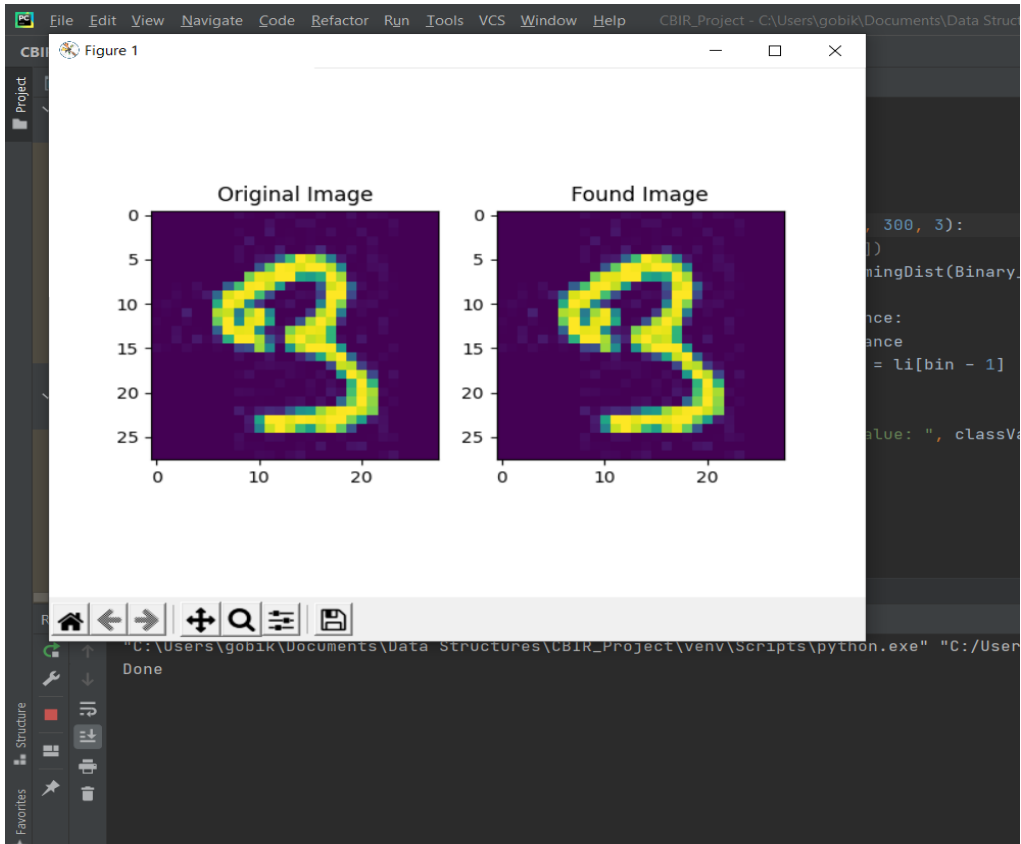 File Edit View Navigate Code Refactor Run Tools VCS Window Help CBIR_Project - C:\Users\gobik\Documents\Data Struct
CBI
Figure 1
Project
Original Image
Found Image
0
5
10
15
20
25
0 10 20
0
5
10
15
20
25
0 10 20
, 300, 3):
])
mingDist(Binary_
nce:
ance
= li[bin - 1]
alue: ", classVa
R
"C:\Users\gobik\Documents\Data Structures\CBIR_Project\venv\Scripts\python.exe" "C:/User
Done
Structure
Favorites